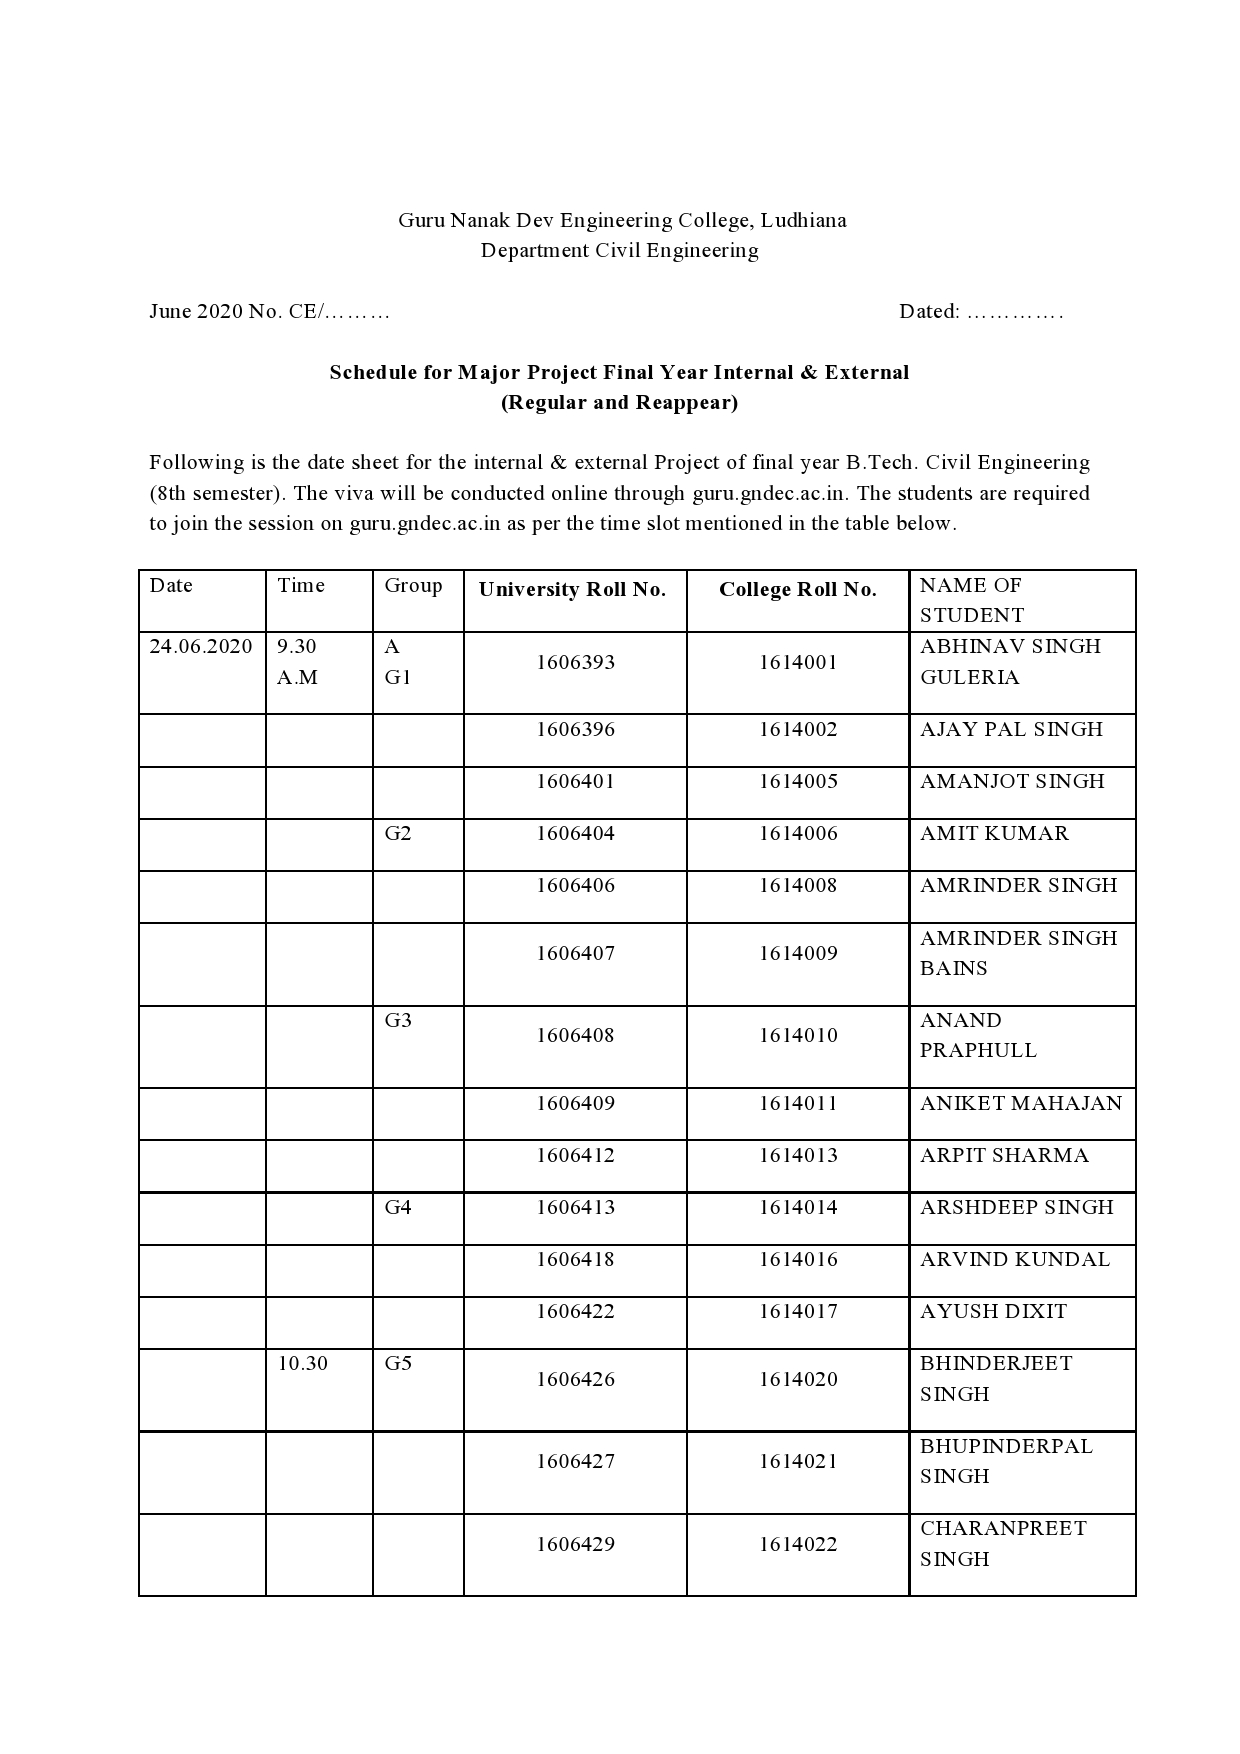 Guru Nanak Dev Engineering College, Ludhiana
Department Civil Engineering
June 2020 No. CE/……… Dated: ………….
Schedule for Major Project Final Year Internal & External
(Regular and Reappear)
Following is the date sheet for the internal & external Project of final year B.Tech. Civil Engineering
(8th semester). The viva will be conducted online through guru.gndec.ac.in. The students are required
to join the session on guru.gndec.ac.in as per the time slot mentioned in the table below.
Date Time Group University Roll No. College Roll No. NAME OF
STUDENT
24.06.2020 9.30 A 1606393 1614001 ABHINAV SINGH
A.M G1 GULERIA
1606396 1614002 AJAY PAL SINGH
1606401 1614005 AMANJOT SINGH
G2 1606404 1614006 AMIT KUMAR
1606406 1614008 AMRINDER SINGH
1606407 1614009 AMRINDER SINGH
BAINS
G3 1606408 1614010 ANAND
PRAPHULL
1606409 1614011 ANIKET MAHAJAN
1606412 1614013 ARPIT SHARMA
G4 1606413 1614014 ARSHDEEP SINGH
1606418 1614016 ARVIND KUNDAL
1606422 1614017 AYUSH DIXIT
10.30 G5 1606426 1614020 BHINDERJEET
SINGH
1606427 1614021 BHUPINDERPAL
SINGH
1606429 1614022 CHARANPREET
SINGH